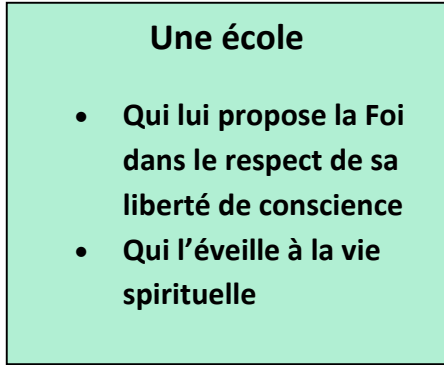 Une école
• Qui lui propose la Foi
dans le respect de sa
liberté de conscience
• Qui l’éveille à la vie
spirituelle